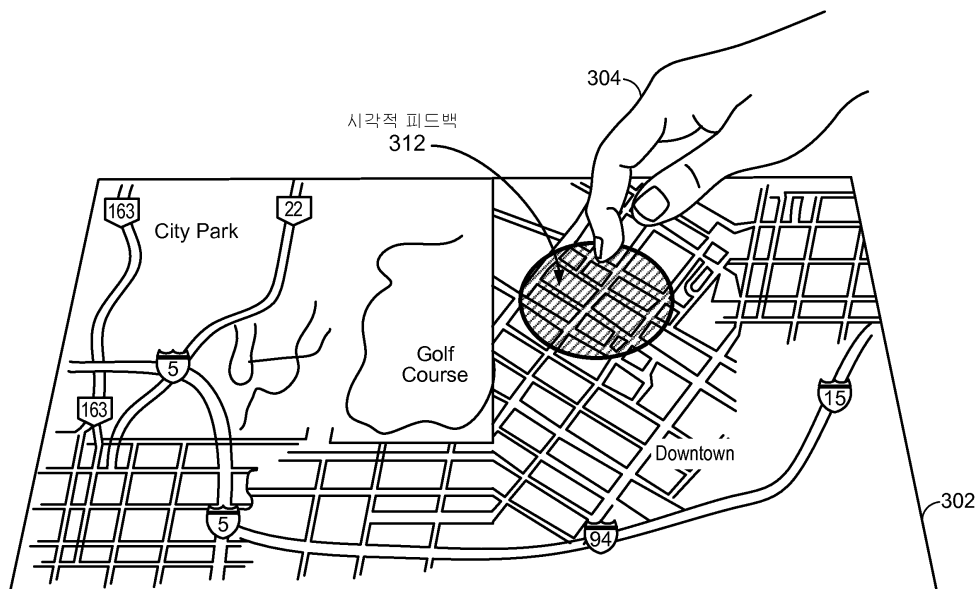 304
시각적 피드백
312
163
22
City Park
5
Golf
Course
163
15
Downtown
5
94
302